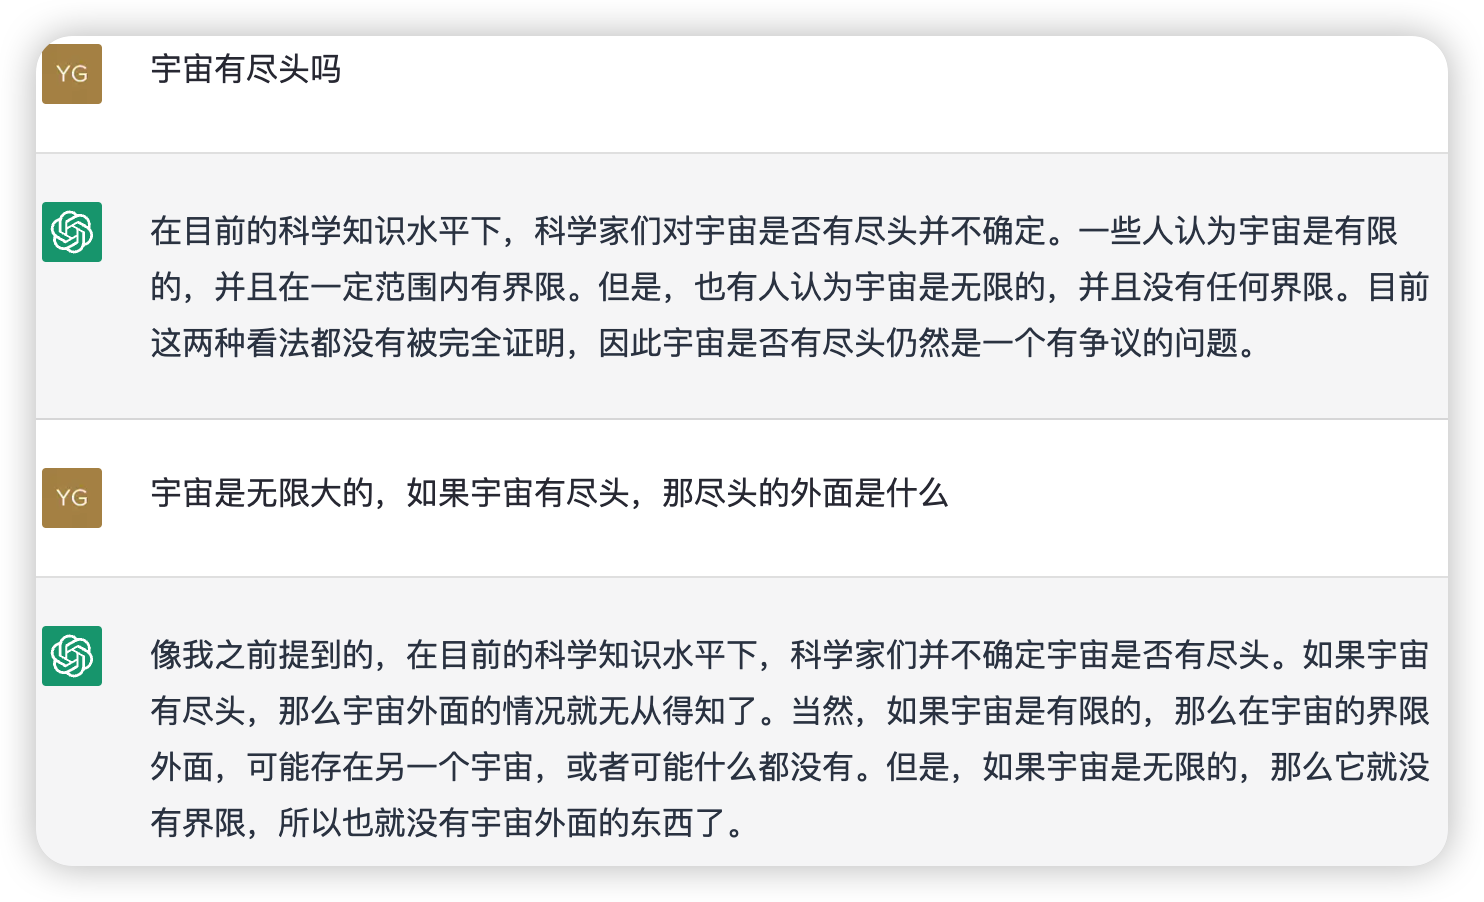 YG
宇宙有尽头吗
在目前的科学知识水平下，科学家们对宇宙是否有尽头并不确定。一些人认为宇宙是有限
的，并且在一定范围内有界限。但是，也有人认为宇宙是无限的，并且没有任何界限。目前
这两种看法都没有被完全证明，因此宇宙是否有尽头仍然是一个有争议的问题。
YG
宇宙是无限大的，如果宇宙有尽头，那尽头的外面是什么
像我之前提到的，在目前的科学知识水平下，科学家们并不确定宇宙是否有尽头。如果宇宙
有尽头，那么宇宙外面的情况就无从得知了。当然，如果宇宙是有限的，那么在宇宙的界限
外面，可能存在另一个宇宙，或者可能什么都没有。但是，如果宇宙是无限的，那么它就没
有界限，所以也就没有宇宙外面的东西了。